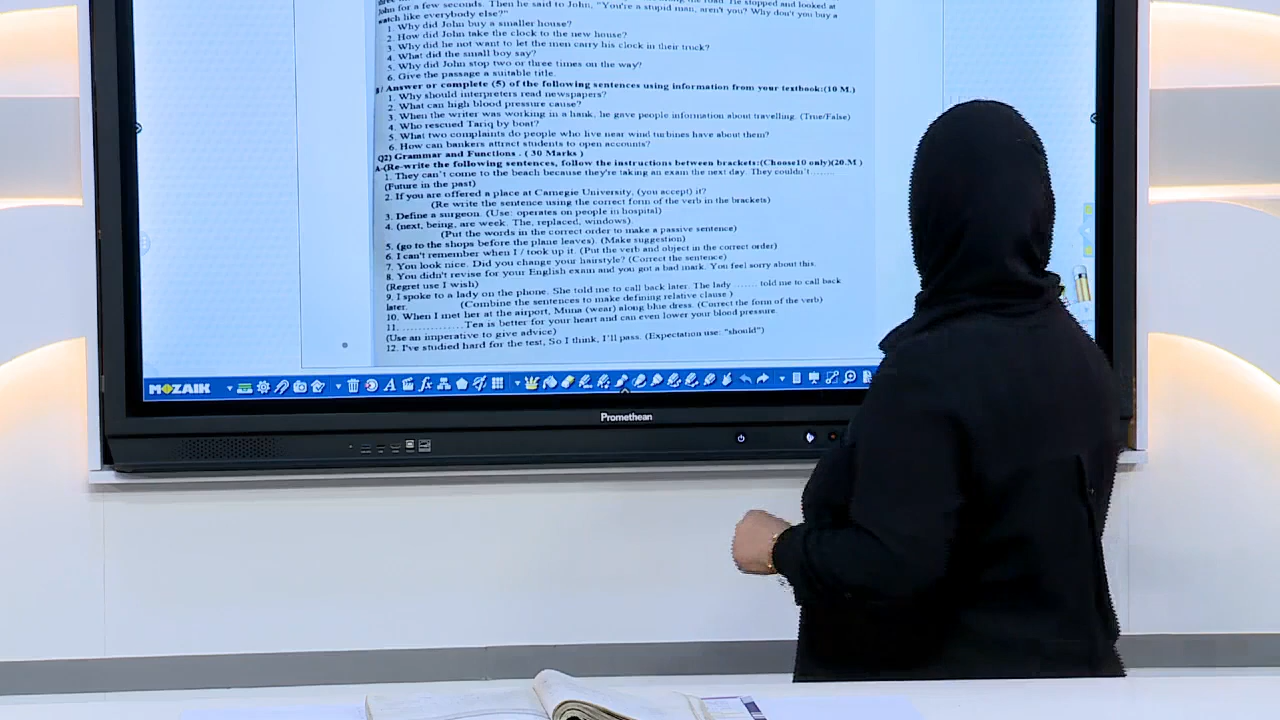 John for a few seconds. Then he said to John, "You're a stupid man, aren't you? Why don't you buy a
watch like everybody else?"
1. Why did John buy a smaller house?
2. How did John take the clock to the new house?
3. Why did he not want to let the men carry his clock in their truck?
4. What did the small boy say?
5. Why did John stop two or three times on the way?
6. Give the passage a suitable title.
Answer or complete (5) of the following sentences using information from your textbook:(10 M.)
1. Why should interpreters read newspapers?
2. What can high blood pressure cause?
3. When the writer was working in a bank, he gave people information about travelling. (True/False)
4. Who rescued Tariq by boat?
5. What two complaints do people who live near wind turbines have about them?
6. How can bankers attract students to open accounts?
Q2) Grammar and Functions . ( 30 Marks )
A-(Re-write the following sentences, follow the instructions between brackets:(Choose10 only)(20.M )
1. They can't come to the beach because they're taking an exam the next day. They couldn't ........
(Future in the past)
2. If you are offered a place at Carnegie University, (you accept) it?
(Re write the sentence using the correct form of the verb in the brackets)
3. Define a surgeon. (Use: operates on people in hospital)
4. (next, being, are week. The, replaced, windows).
(Put the words in the correct order to make a passive sentence)
5. (go to the shops before the plane leaves). (Make suggestion)
6. I can't remember when I / took up it. (Put the verb and object in the correct order)
7. You look nice. Did you change your hairstyle? (Correct the sentence)
8. You didn't revise for your English exam and you got a bad mark. You feel sorry about this.
(Regret use I wish)
9. I spoke to a lady on the phone. She told me to call back later. The lady ........ told me to call back
later. (Combine the sentences to make defining relative clause )
10. When I met her at the airport, Muna (wear) along blue dress. (Correct the form of the verb)
11. ................Tea is better for your heart and can even lower your blood pressure.
(Use an imperative to give advice)
12. I've studied hard for the test, So I think, I'll pass. (Expectation use: "should")
MOZAIK
Promethean